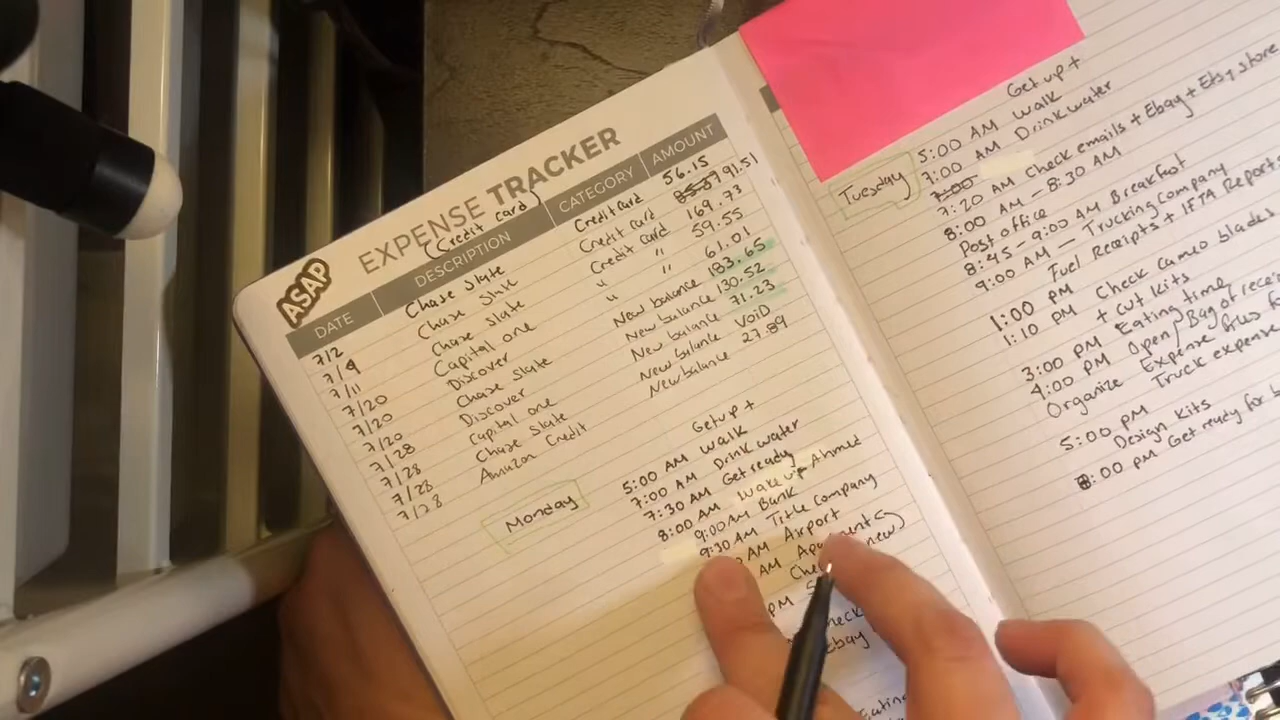 ASAP
EXPENSE TRACKER
(Credit card)
DATE DESCRIPTION CATEGORY AMOUNT
7/2 Chase Slate Credit card 56.15
7/9 Chase Slate Credit card 91.51
7/11 Chase Slate Credit card 169.73
7/20 Capital one " 59.55
7/20 Discover " 61.01
7/20 Chase Slate New balance 183.65
7/28 Discover New balance 130.52
7/28 Capital one New balance 71.23
7/28 Chase Slate New balance VOID
7/28 Amazon Credit New balance 27.89
Monday
Get up +
5:00 AM Walk
7:00 AM Drink water
7:30 AM Get ready
8:00 AM Wake up Ahmed
9:00 AM Bank
9:30 AM Title Company
AM Airport
AM
new)
PM
check
Ebay
Tuesday
Get up +
5:00 AM Walk
7:00 AM Drink water
7:00
7:20 AM Check emails + Ebay + Etsy store
8:00 AM - 8:30 AM
Post office
8:45 - 9:00 AM Breakfast
9:00 AM - Trucking Company
Fuel Receipts + IFTA Report
1:00 PM
1:10 PM Check cameo blades
+ cut kits
3:00 PM Eating time
4:00 PM Open/Bag of
Organize Expense files
Truck expense
5:00 PM
Design kits
8:00 PM Get ready for